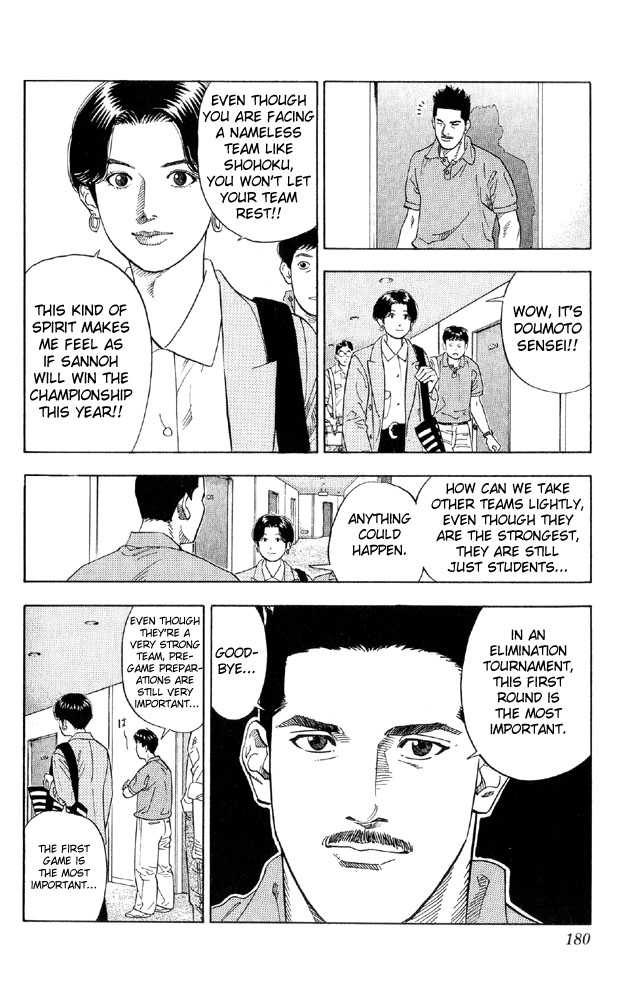 WOW, IT'S
DOUMOTO
SENSEI!!
EVEN THOUGH
YOU ARE FACING
A NAMELESS
TEAM LIKE
SHOHOKU,
YOU WON'T LET
YOUR TEAM
REST!!
THIS KIND OF
SPIRIT MAKES
ME FEEL AS
IF SANNOH
WILL WIN THE
CHAMPIONSHIP
THIS YEAR!!
HOW CAN WE TAKE
OTHER TEAMS LIGHTLY,
EVEN THOUGH THEY
ARE THE STRONGEST,
THEY ARE STILL
JUST STUDENTS...
ANYTHING
COULD
HAPPEN.
IN AN
ELIMINATION
TOURNAMENT,
THIS FIRST
ROUND IS
THE MOST
IMPORTANT.
GOOD-
BYE...
EVEN THOUGH
THEY'RE A
VERY STRONG
TEAM, PRE-
GAME PREPAR-
ATIONS ARE
STILL VERY
IMPORTANT...
THE FIRST
GAME IS
THE MOST
IMPORTANT...
180